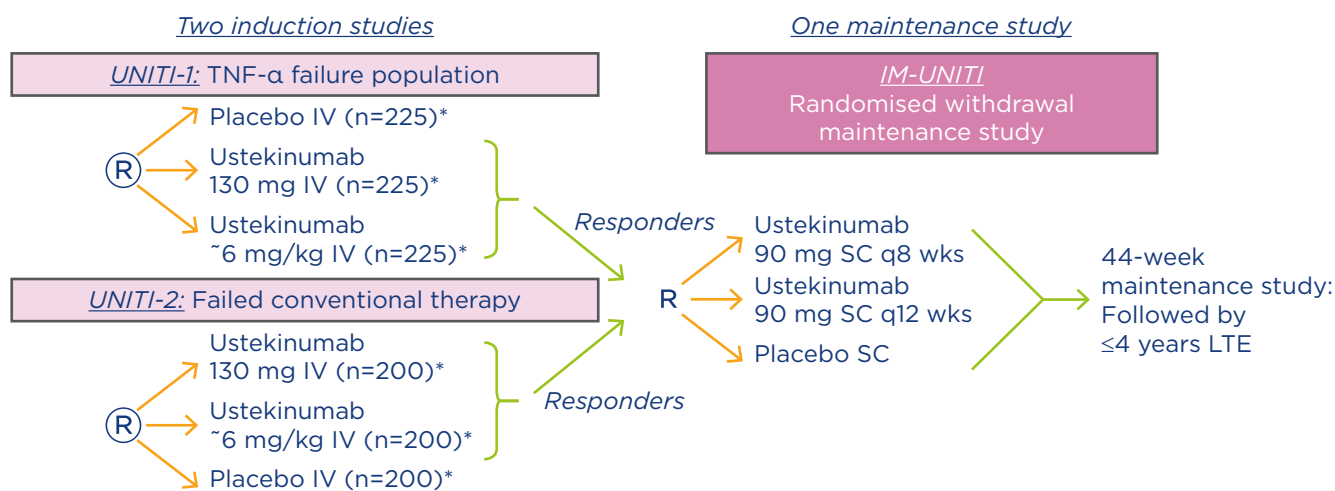 Two induction studies
UNITI-1: TNF-α failure population
R
Placebo IV (n=225)*
Ustekinumab
130 mg IV (n=225)*
Ustekinumab
~6 mg/kg IV (n=225)*
Responders
UNITI-2: Failed conventional therapy
R
Ustekinumab
130 mg IV (n=200)*
Ustekinumab
~6 mg/kg IV (n=200)*
Placebo IV (n=200)*
Responders
One maintenance study
IM-UNITI
Randomised withdrawal
maintenance study
R
Ustekinumab
90 mg SC q8 wks
Ustekinumab
90 mg SC q12 wks
Placebo SC
44-week
maintenance study:
Followed by
≤4 years LTE